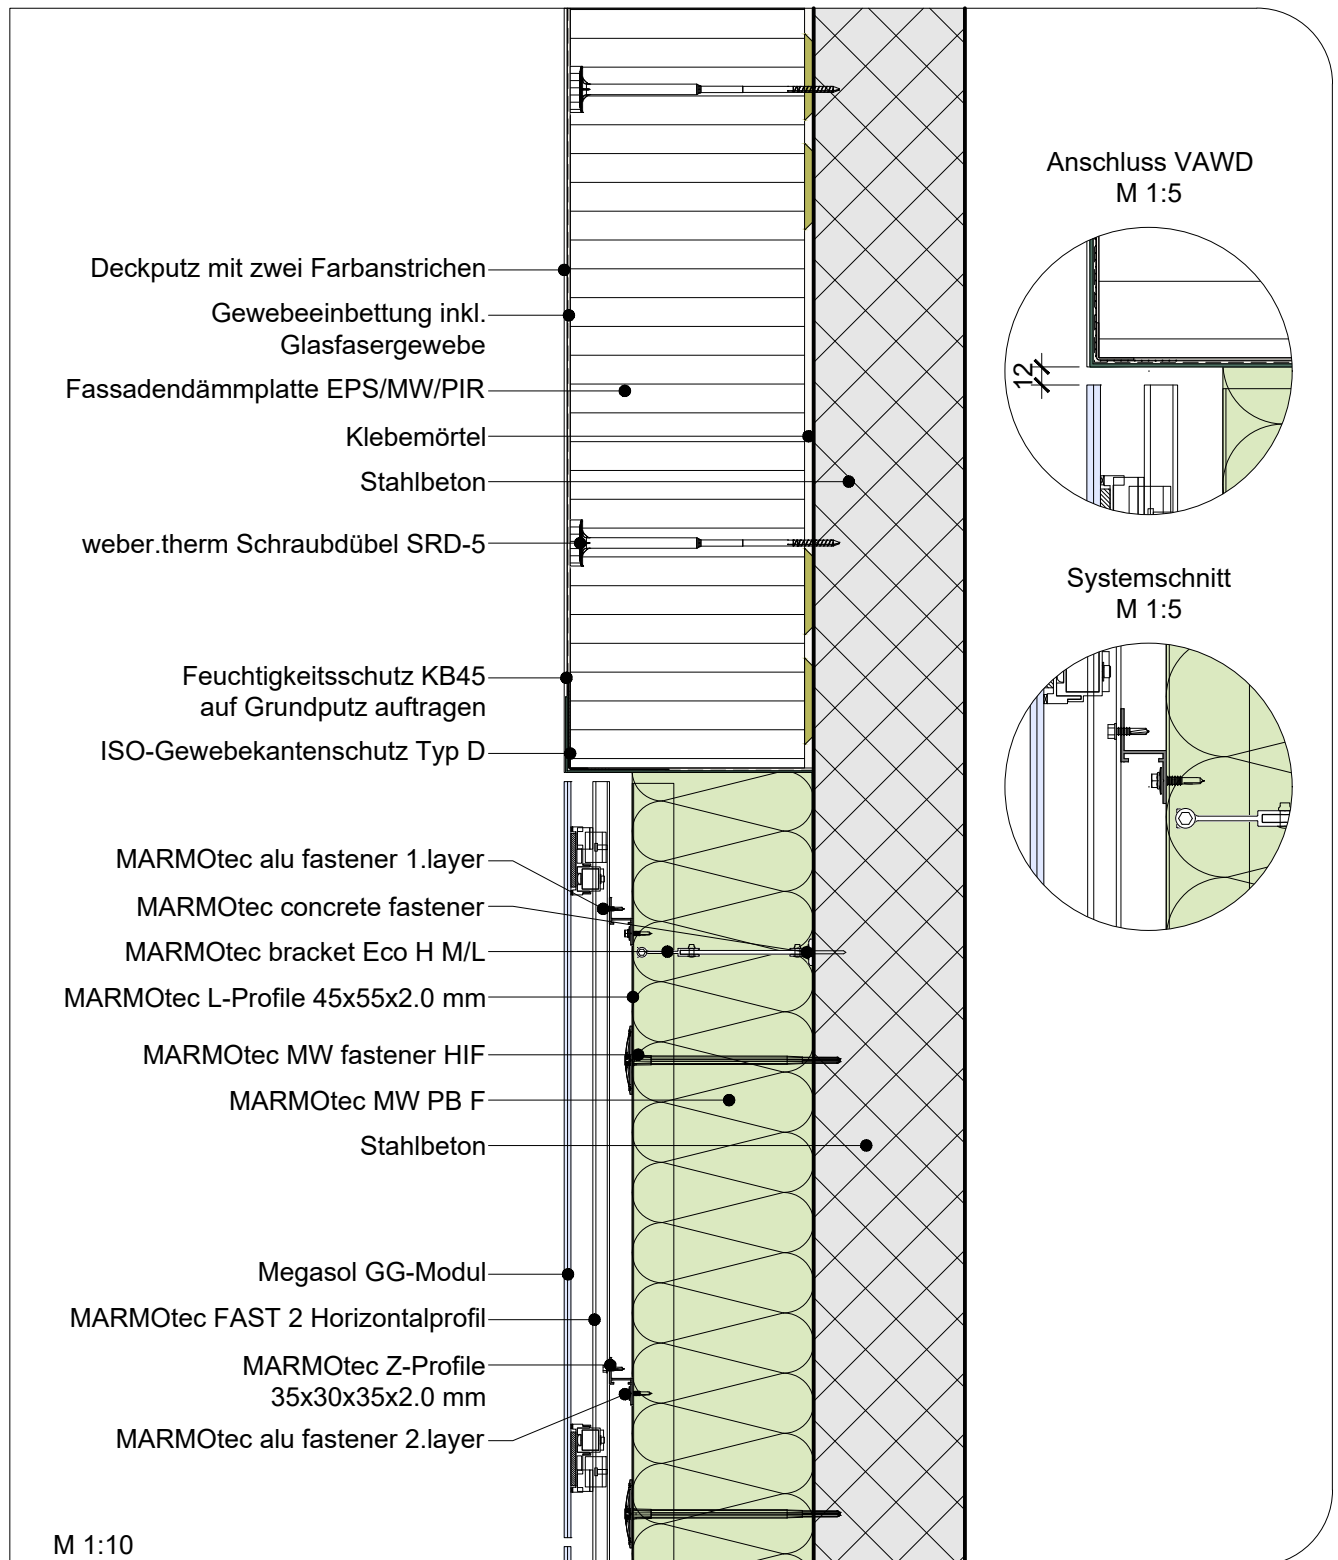 Anschluss VAWD
M 1:5
Deckputz mit zwei Farbanstrichen
Gewebeeinbettung inkl.
Glasfasergewebe
Fassadendämmplatte EPS/MW/PIR
Klebemörtel
Stahlbeton
weber.therm Schraubdübel SRD-5
Feuchtigkeitsschutz KB45
auf Grundputz auftragen
ISO-Gewebekantenschutz Typ D
12
Systemschnitt
M 1:5
MARMOtec alu fastener 1.layer
MARMOtec concrete fastener
MARMOtec bracket Eco H M/L
MARMOtec L-Profile 45x55x2.0 mm
MARMOtec MW fastener HIF
MARMOtec MW PB F
Stahlbeton
Megasol GG-Modul
MARMOtec FAST 2 Horizontalprofil
MARMOtec Z-Profile
35x30x35x2.0 mm
MARMOtec alu fastener 2.layer
M 1:10